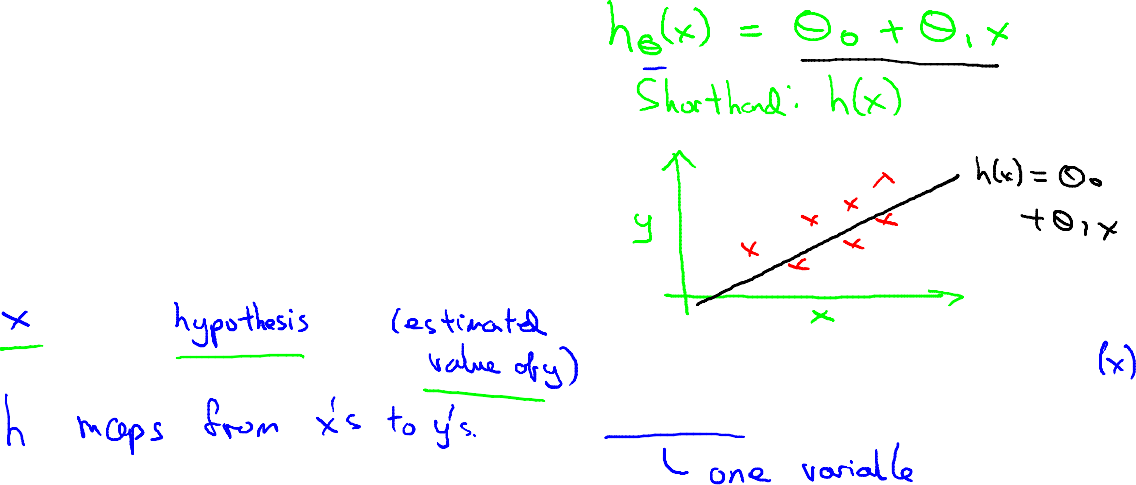 hθ(x) = θ₀ + θ₁x
Shorthand: h(x)
h(x) = θ₀
+ θ₁x
y
x
x hypothesis (estimated
value of y)
(x)
h maps from x's to y's.
one variable